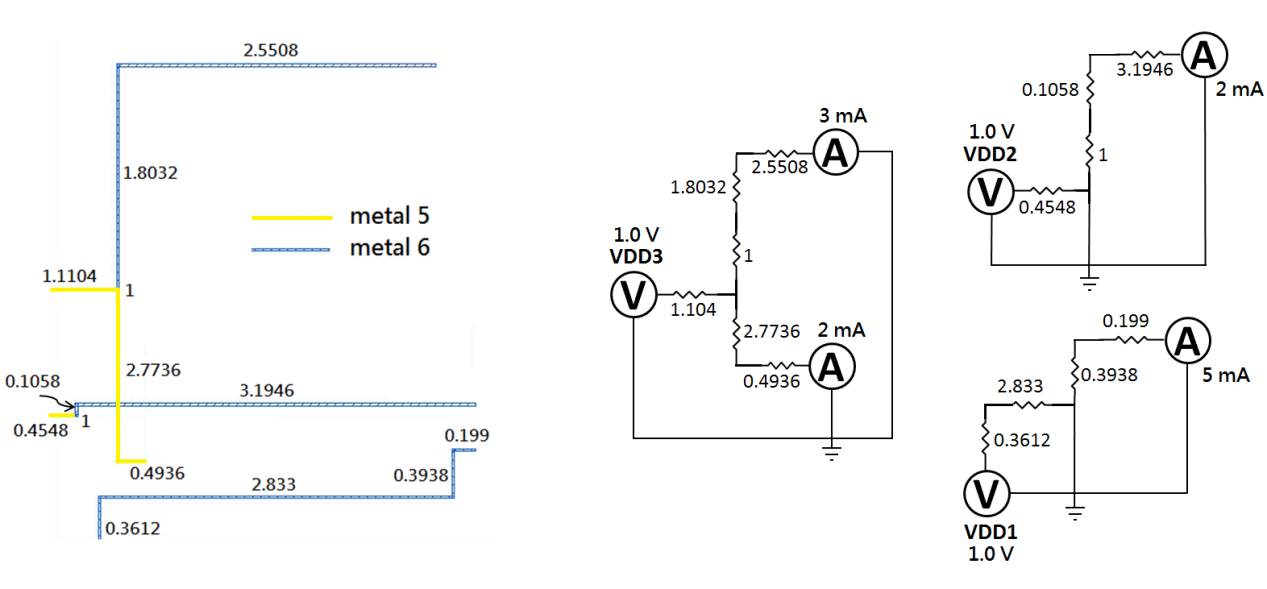 2.5508
1.8032
metal 5
metal 6
1.1104
1
2.7736
0.1058
3.1946
0.4548
1
0.4936
0.199
0.3938
2.833
0.3612
3 mA
A
2.5508
1.8032
1.0 V
VDD3
1
V
1.104
2.7736
2 mA
A
0.4936
A
3.1946
2 mA
0.1058
1.0 V
VDD2
1
V
0.4548
0.199
A
5 mA
0.3938
2.833
0.3612
V
VDD1
1.0 V